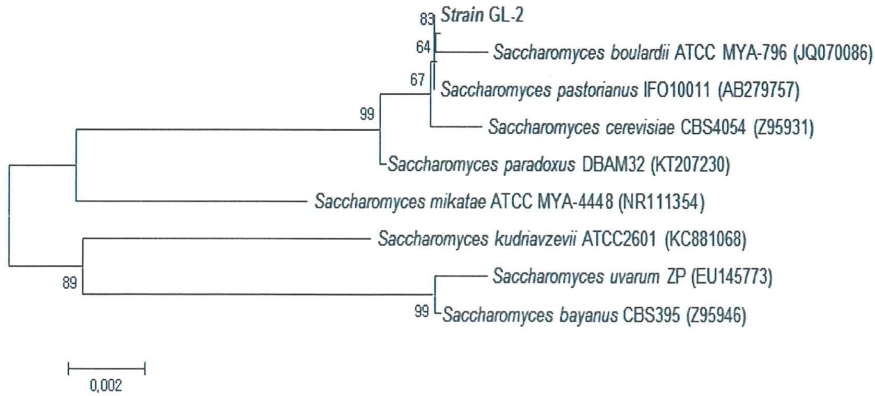 83
Strain GL-2
64
Saccharomyces boulardii ATCC MYA-796 (JQ070086)
67
Saccharomyces pastorianus IFO10011 (AB279757)
99
Saccharomyces cerevisiae CBS4054 (Z95931)
Saccharomyces paradoxus DBAM32 (KT207230)
Saccharomyces mikatae ATCC MYA-4448 (NR111354)
Saccharomyces kudriavzevii ATCC2601 (KC881068)
89
Saccharomyces uvarum ZP (EU145773)
99
Saccharomyces bayanus CBS395 (Z95946)
0,002